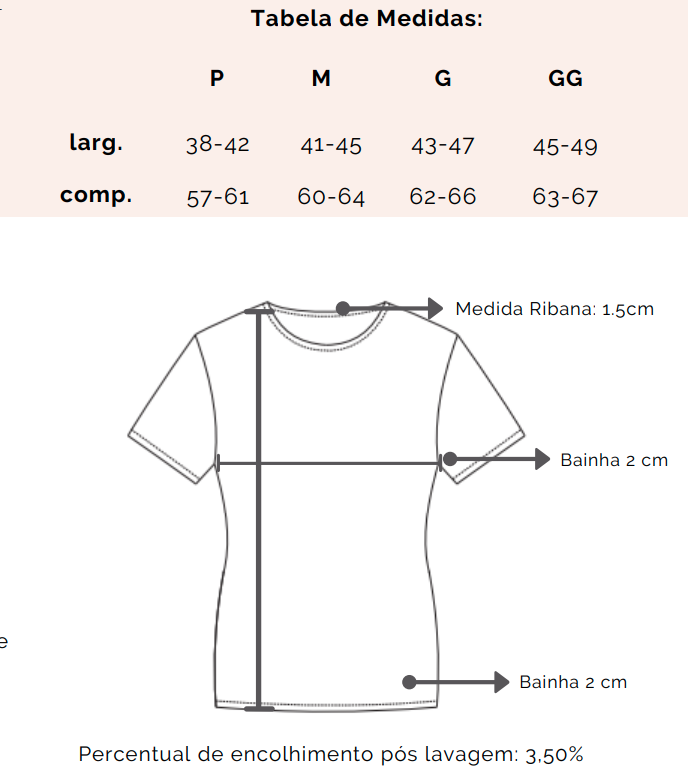 Tabela de Medidas:
P M G GG
larg. 38-42 41-45 43-47 45-49
comp. 57-61 60-64 62-66 63-67
Medida Ribana: 1.5cm
Bainha 2 cm
e
Bainha 2 cm
Percentual de encolhimento pós lavagem: 3,50%